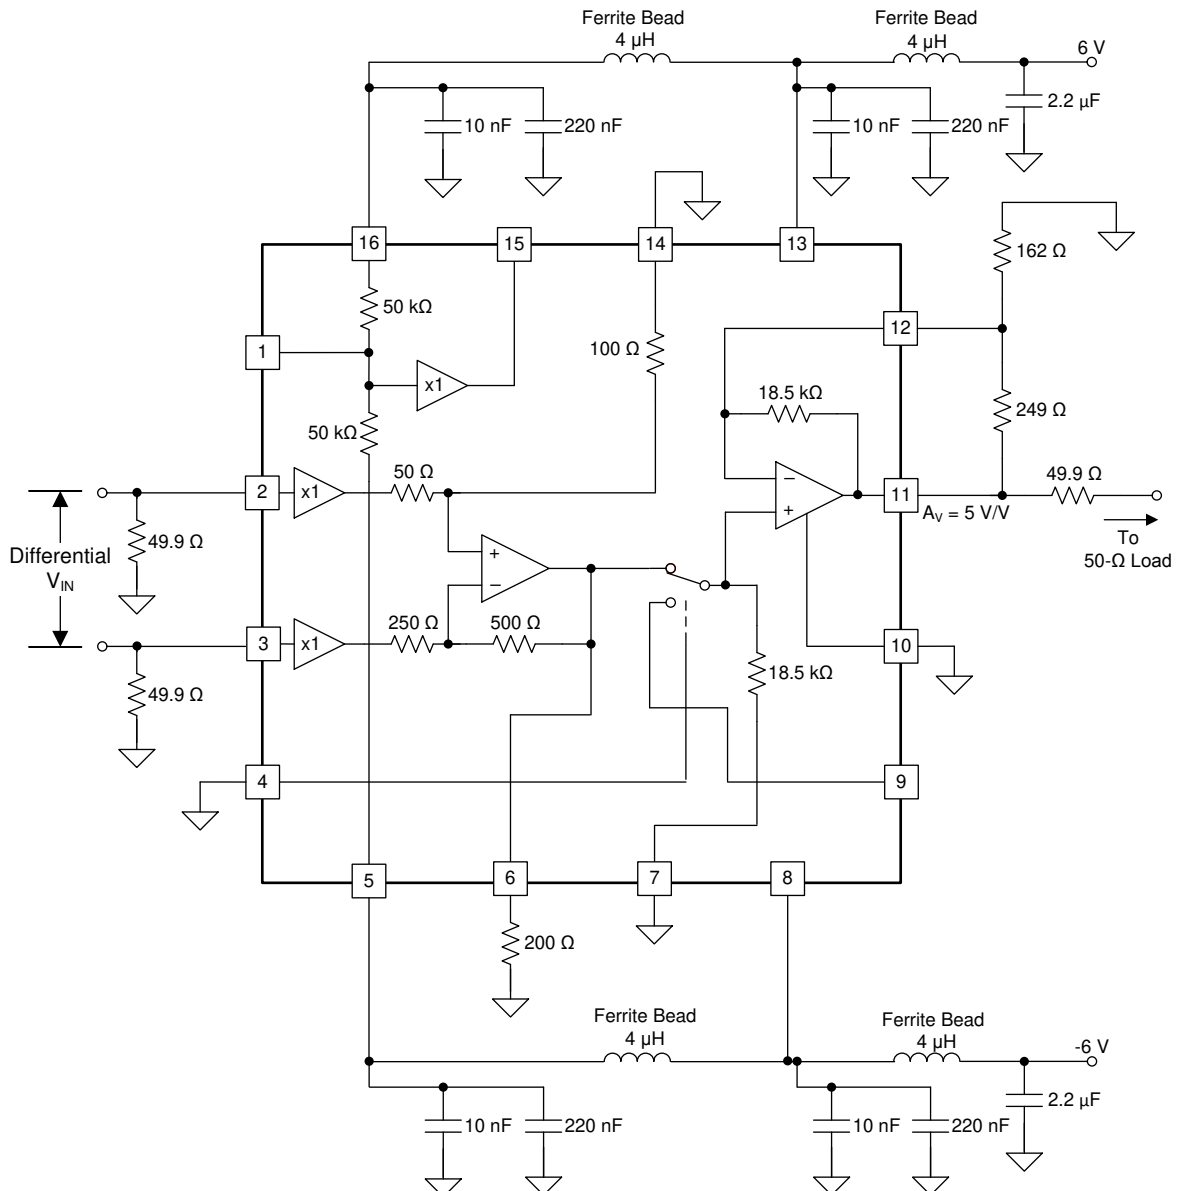 Ferrite Bead
4 µH
Ferrite Bead
4 µH
6 V
2.2 µF
10 nF
220 nF
10 nF
220 nF
16
15
14
13
162 Ω
50 kΩ
12
1
100 Ω
x1
18.5 kΩ
249 Ω
50 kΩ
50 Ω
49.9 Ω
2
x1
−
+
11
A_V = 5 V/V
To
50-Ω Load
Differential
V_IN
49.9 Ω
+
−
250 Ω
500 Ω
3
x1
10
18.5 kΩ
49.9 Ω
4
9
5
6
7
8
200 Ω
Ferrite Bead
4 µH
Ferrite Bead
4 µH
-6 V
2.2 µF
10 nF
220 nF
10 nF
220 nF